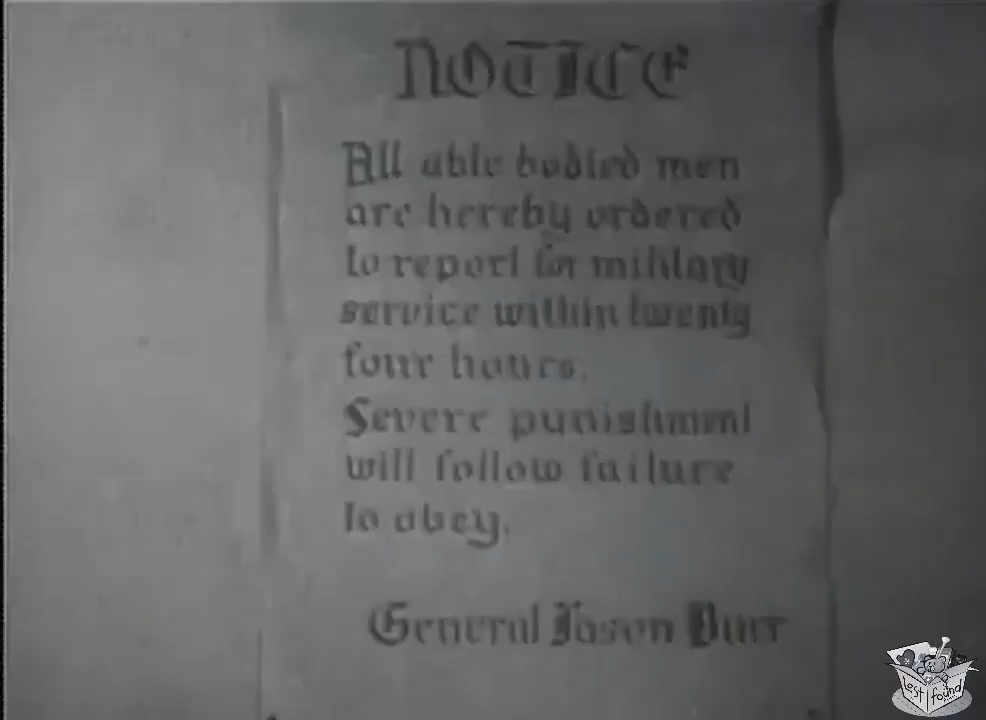 NOTICE
All able bodied men
are hereby ordered
to report for military
service within twenty
four hours.
Severe punishment
will follow failure
to obey.
General Jason Burr
lost found